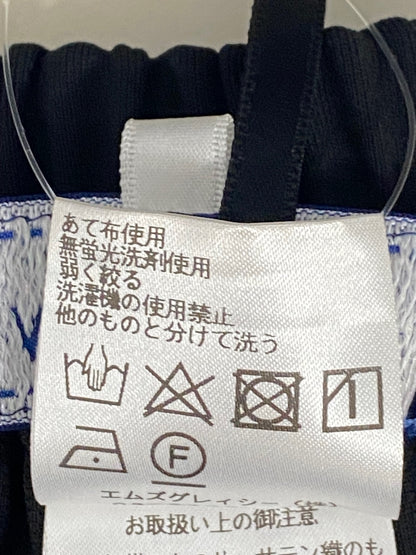 あて布使用
無蛍光洗剤使用
弱く絞る
洗濯機の使用禁止
他のものと分けて洗う
F
エムズグレイシー
お取扱い上の御注意